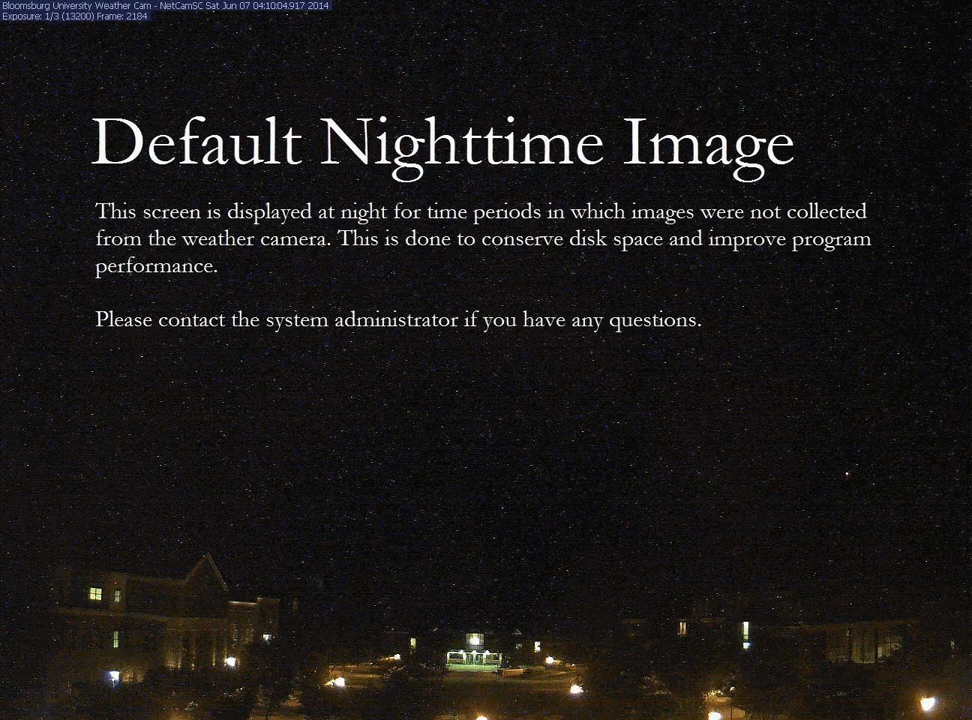 Bloomsburg University Weather Cam - NetCamSC Sat Jun 07 04:10:04.917 2014
Exposure: 1/3 (13200) Frame: 2184
Default Nighttime Image
This screen is displayed at night for time periods in which images were not collected
from the weather camera. This is done to conserve disk space and improve program
performance.
Please contact the system administrator if you have any questions.